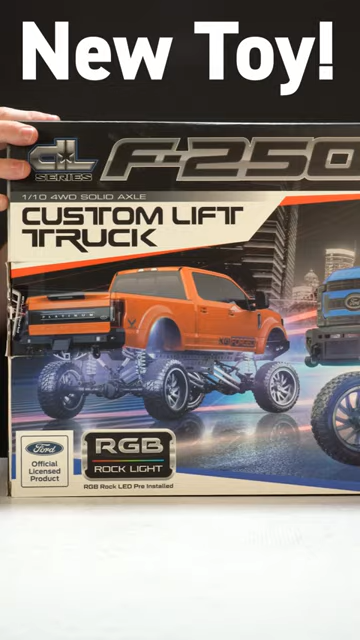 New Toy!
CL
SERIES
F-250
1/10 4WD SOLID AXLE
CUSTOM LIFT
TRUCK
PLATINUM
Ford
Official
Licensed
Product
RGB
ROCK LIGHT
RGB Rock LED Pre Installed